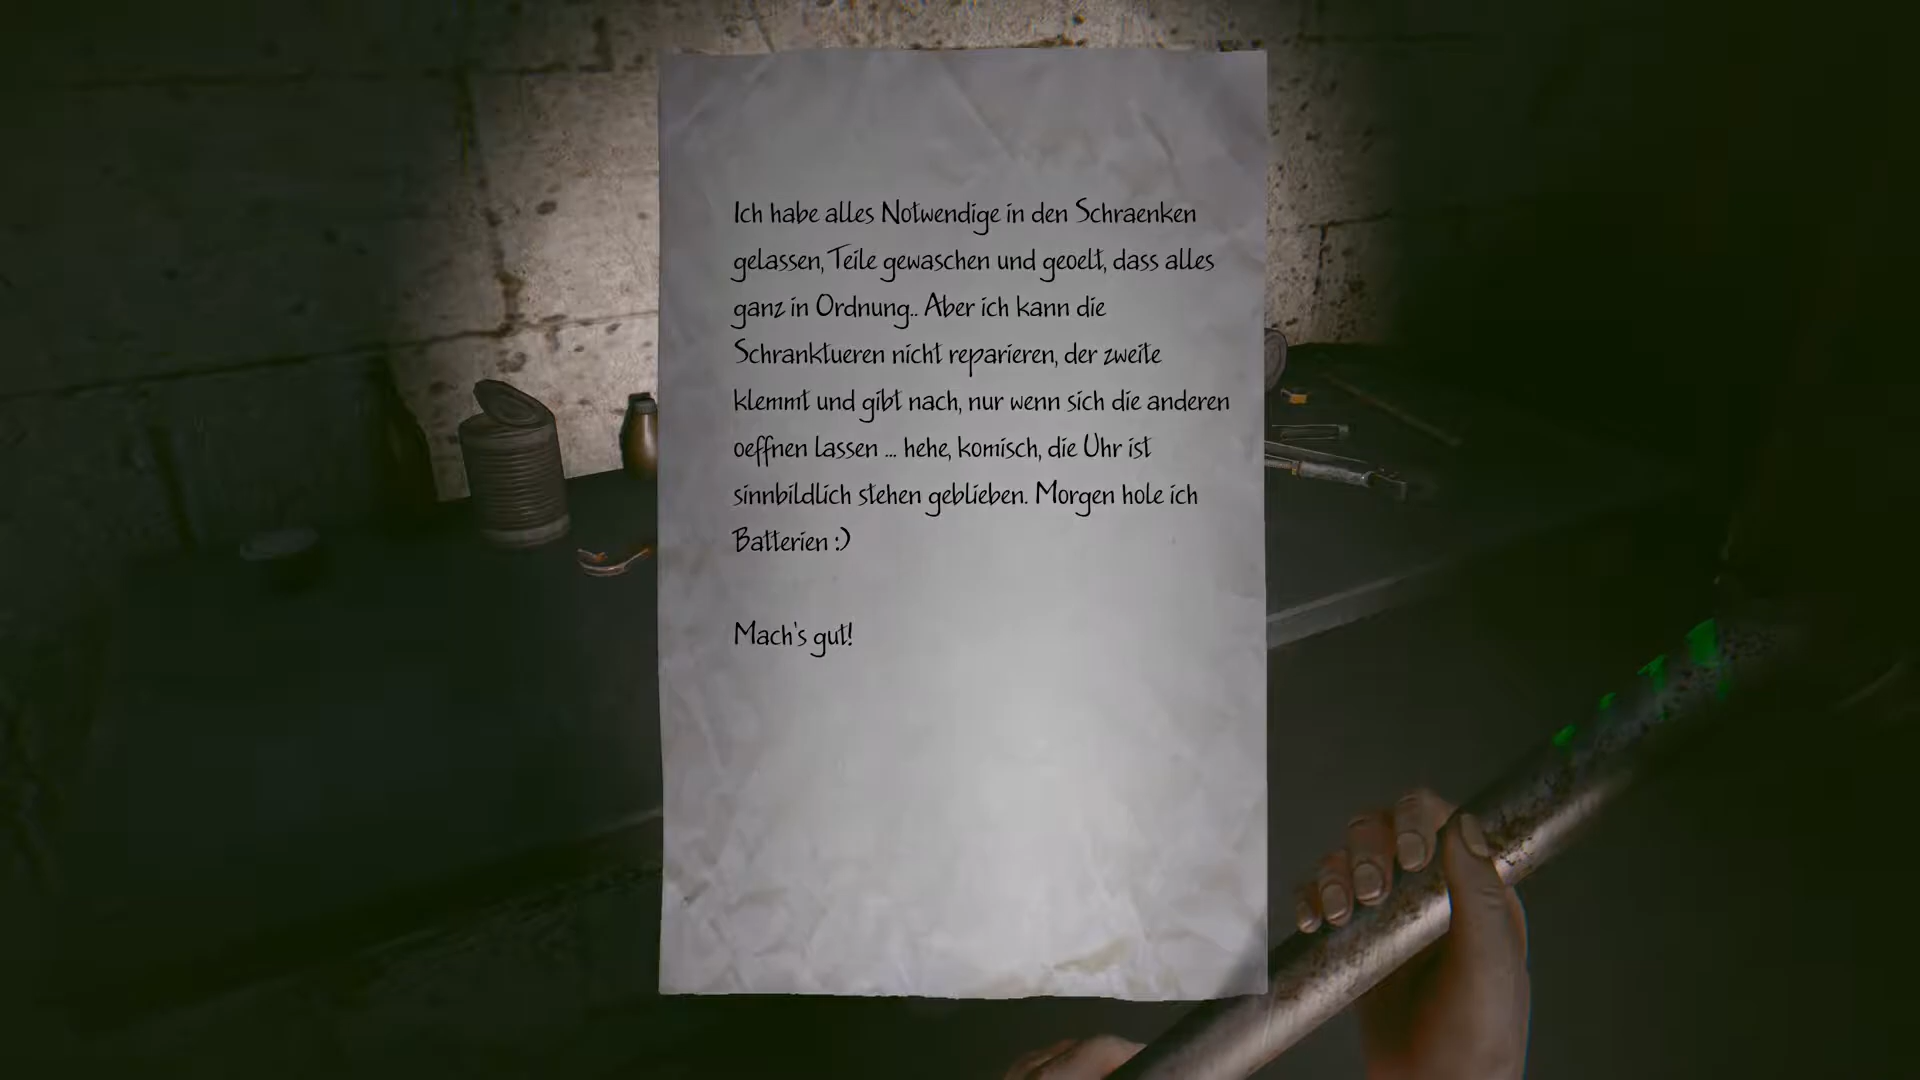 Ich habe alles Notwendige in den Schraenken
gelassen, Teile gewaschen und geoelt, dass alles
ganz in Ordnung.. Aber ich kann die
Schranktueren nicht reparieren, der zweite
klemmt und gibt nach, nur wenn sich die anderen
oeffnen lassen ... hehe, komisch, die Uhr ist
sinnbildlich stehen geblieben. Morgen hole ich
Batterien :)
Mach's gut!